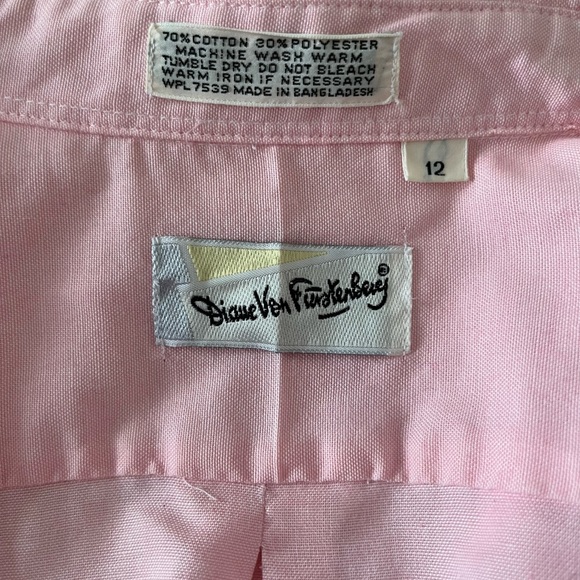 70% COTTON 30% POLYESTER
MACHINE WASH WARM
TUMBLE DRY DO NOT BLEACH
WARM IRON IF NECESSARY
WPL 7539 MADE IN BANGLADESH
12
Diane Von Fürstenberg®